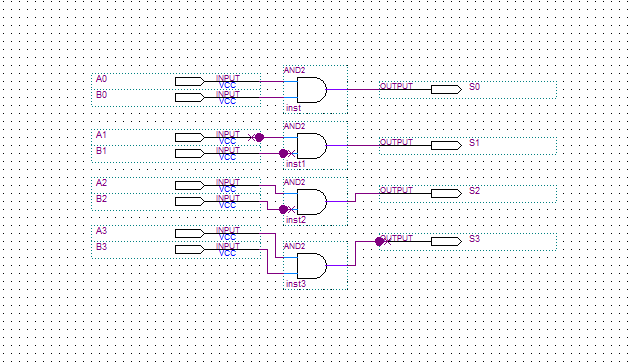 AND2
A0 INPUT VCC OUTPUT S0
B0 INPUT VCC
inst
AND2
A1 INPUT VCC OUTPUT S1
B1 INPUT VCC
inst1
AND2
A2 INPUT VCC OUTPUT S2
B2 INPUT VCC
inst2
A3 INPUT VCC OUTPUT S3
B3 INPUT VCC
AND2
inst3